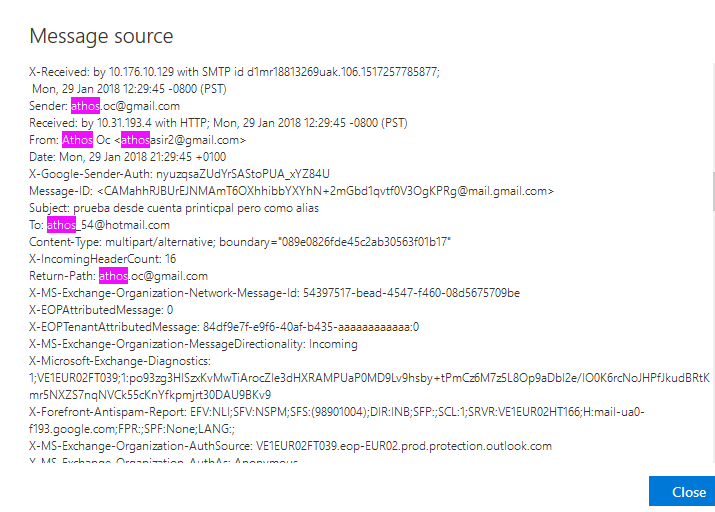 Message source
X-Received: by 10.176.10.129 with SMTP id d1mr18813269uak.106.1517257785877;
Mon, 29 Jan 2018 12:29:45 -0800 (PST)
Sender: athos.oc@gmail.com
Received: by 10.31.193.4 with HTTP; Mon, 29 Jan 2018 12:29:45 -0800 (PST)
From: Athos Oc <athosasir2@gmail.com>
Date: Mon, 29 Jan 2018 21:29:45 +0100
X-Google-Sender-Auth: nyuzqsaZUdYrSAStoPUA_xYZ84U
Message-ID: <CAMahhRJBUrEJNMAmT6OXhhibbYXYhN+2mGbd1qvtf0V3OgKPRg@mail.gmail.com>
Subject: prueba desde cuenta printicpal pero como alias
To: athos_54@hotmail.com
Content-Type: multipart/alternative; boundary="089e0826fde45c2ab30563f01b17"
X-IncomingHeaderCount: 16
Return-Path: athos.oc@gmail.com
X-MS-Exchange-Organization-Network-Message-Id: 54397517-bead-4547-f460-08d5675709be
X-EOPAttributedMessage: 0
X-EOPTenantAttributedMessage: 84df9e7f-e9f6-40af-b435-aaaaaaaaaaaa:0
X-MS-Exchange-Organization-MessageDirectionality: Incoming
X-Microsoft-Exchange-Diagnostics:
1;VE1EUR02FT039;1:po93zg3HISzxKvMwTiArocZIe3dHXRAMPUaP0MD9Lv9hsby+tPmCz6M7z5L8Op9aDbI2e/IO0K6rcNoJHPfJkudBRtK
mr5NXZS7nqNVCk55cKnYfkpmjrt30DAU9BKv9
X-Forefront-Antispam-Report: EFV:NLI;SFV:NSPM;SFS:(98901004);DIR:INB;SFP:;SCL:1;SRVR:VE1EUR02HT166;H:mail-ua0-
f193.google.com;FPR:;SPF:None;LANG:;
X-MS-Exchange-Organization-AuthSource: VE1EUR02FT039.eop-EUR02.prod.protection.outlook.com
X-MS-Exchange-Organization-AuthAs: Anonymous
Close